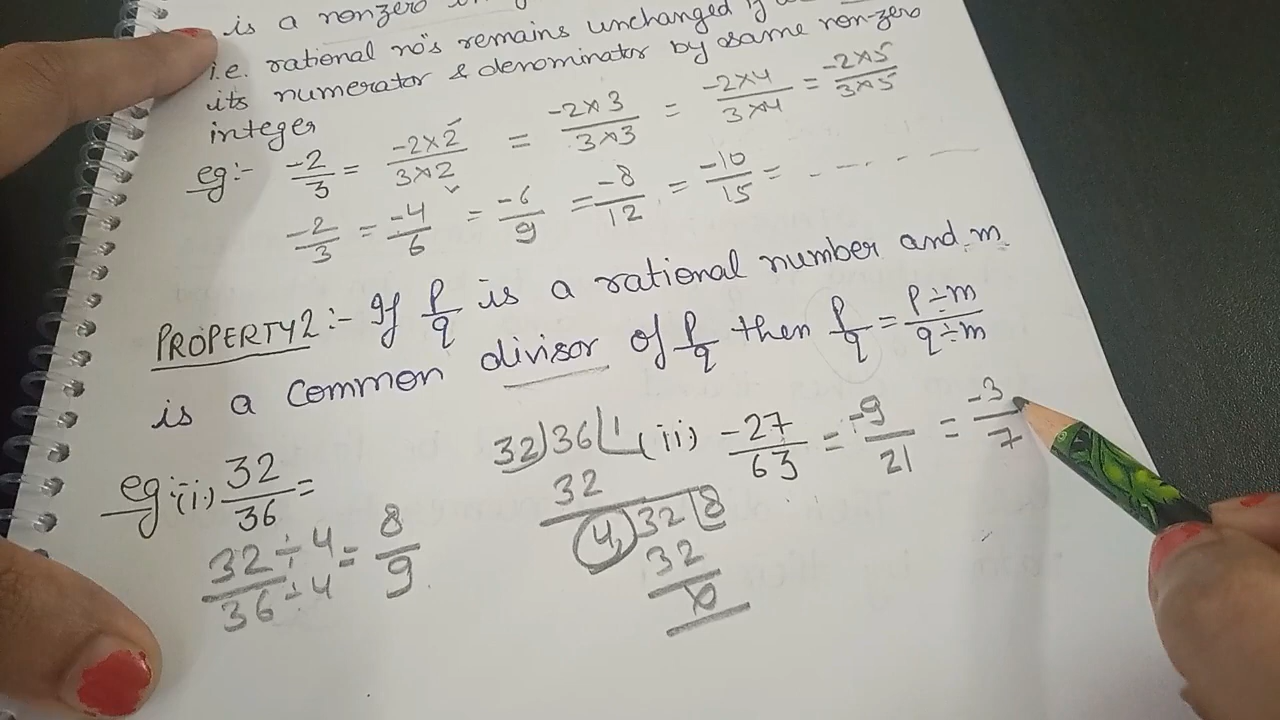 is a nonzero
i.e. rational no's remains unchanged if
its numerator & denominator by same non-zero
integer
eg:- -2/3 = -2×2/3×2 = -2×3/3×3 = -2×4/3×4 = -2×5/3×5
-2/3 = -4/6 = -6/9 = -8/12 = -10/15 = - - - -
PROPERTY2:- If p/q is a rational number and m
is a common divisor of p/q then p/q = p÷m/q÷m
eg:(i) 32/36 =
32÷4/36÷4 = 8/9
32)36(1
32
4)32(8
32
0
(ii) -27/63 = -9/21 = -3/7